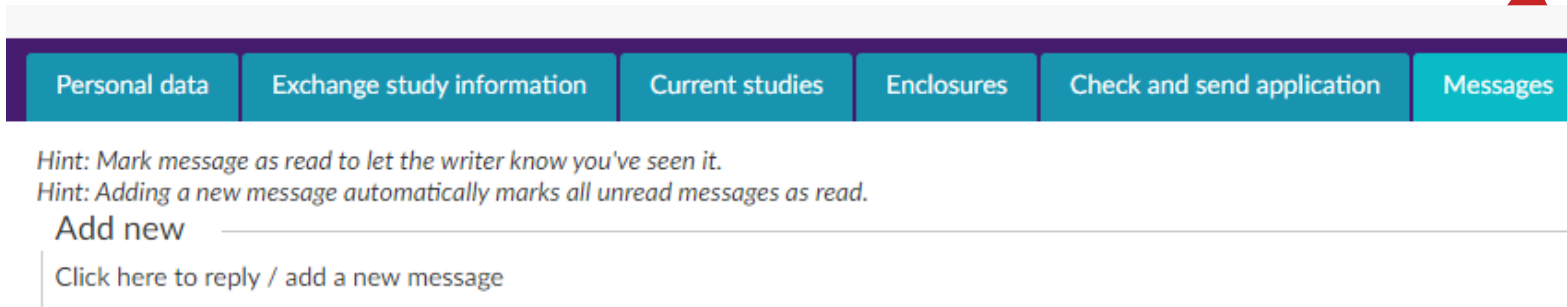 Personal data Exchange study information Current studies Enclosures Check and send application Messages
Hint: Mark message as read to let the writer know you've seen it.
Hint: Adding a new message automatically marks all unread messages as read.
Add new
Click here to reply / add a new message